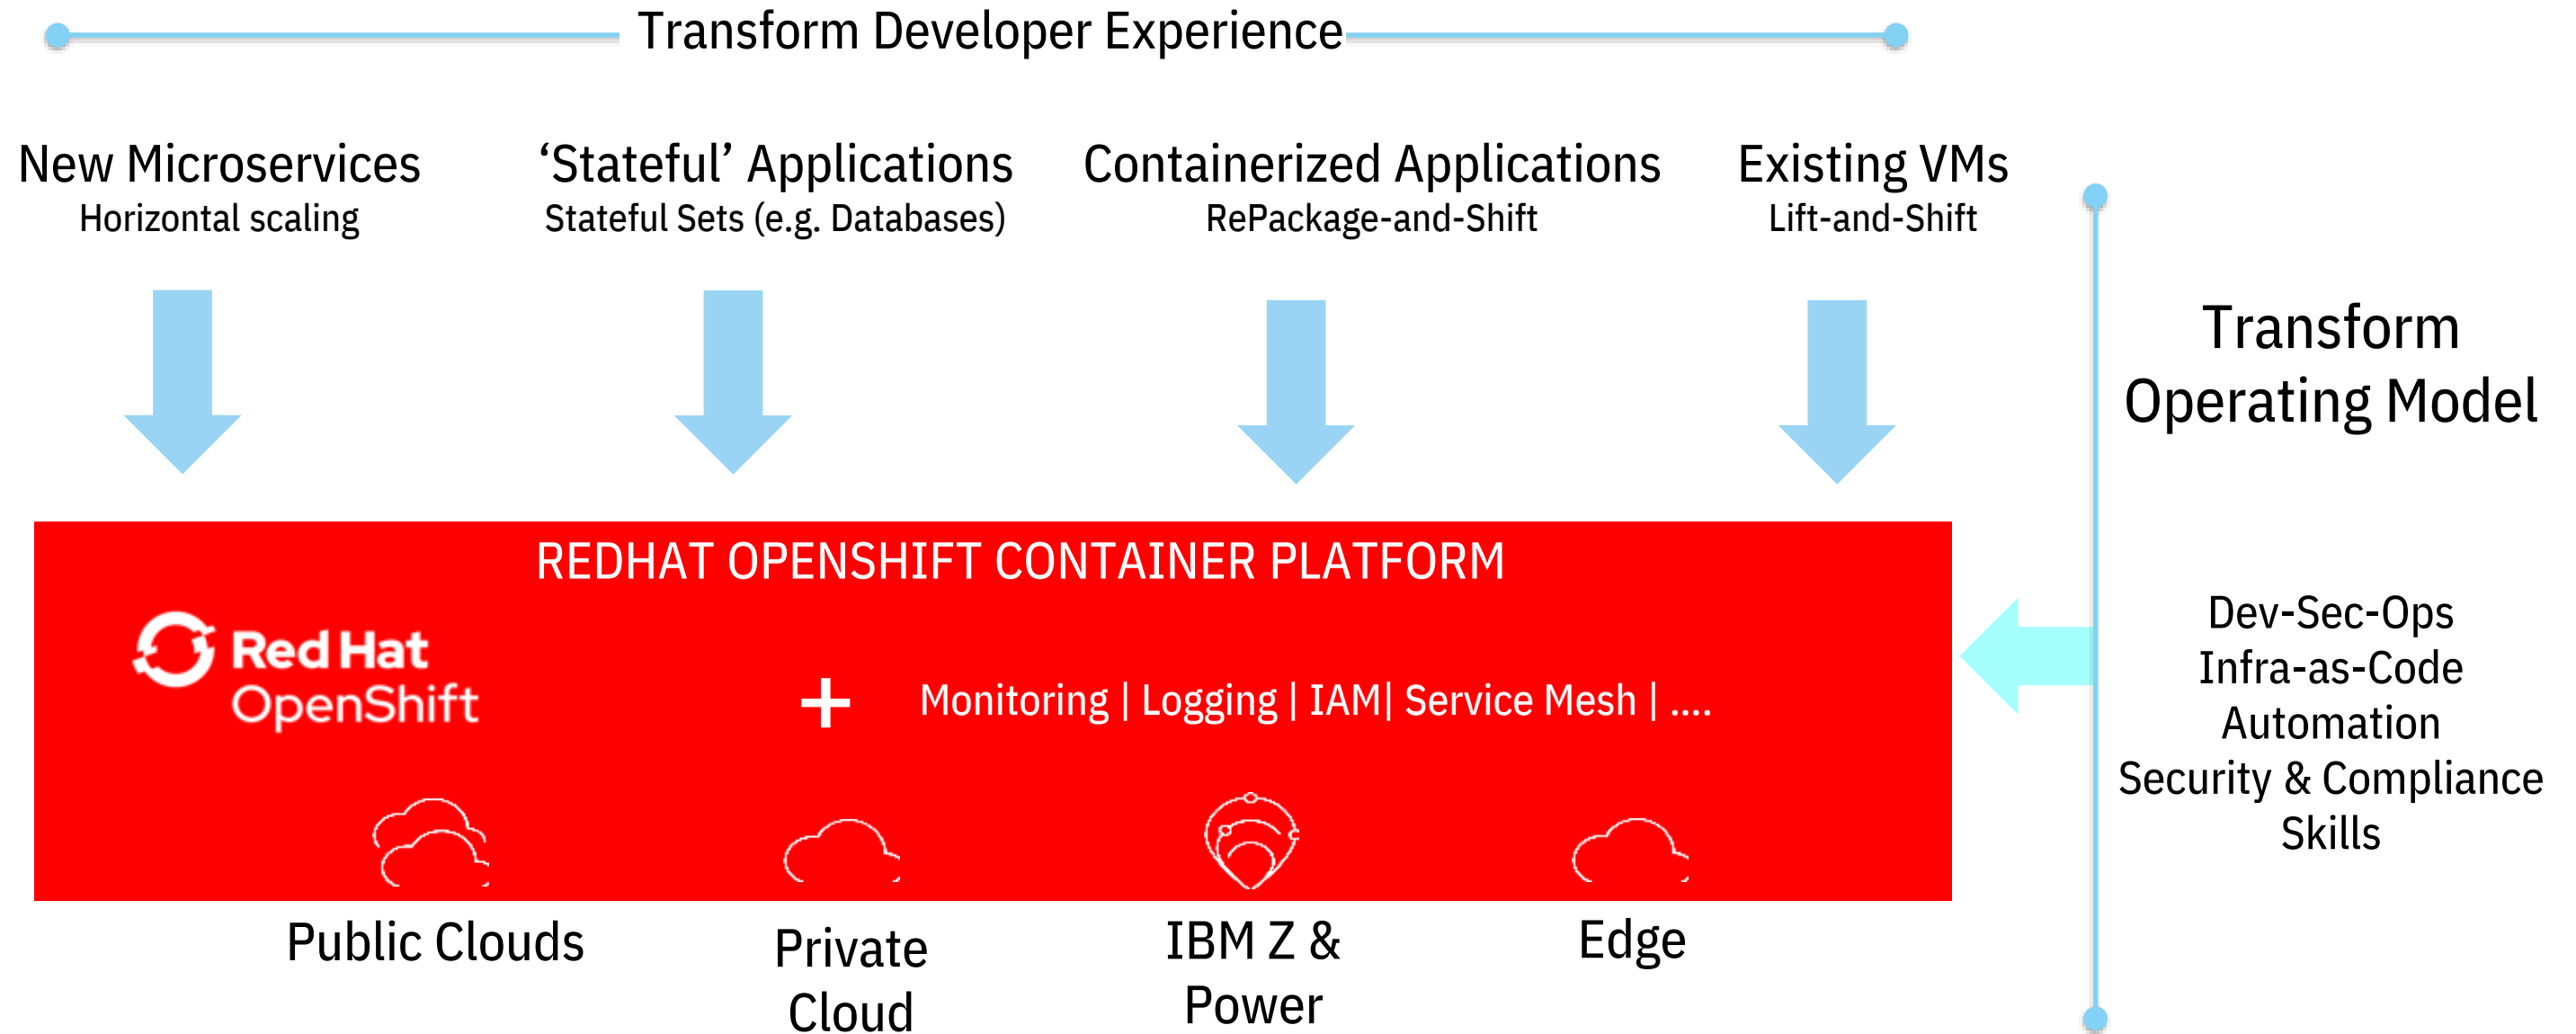 Transform Developer Experience
New Microservices
Horizontal scaling
‘Stateful’ Applications
Stateful Sets (e.g. Databases)
Containerized Applications
RePackage-and-Shift
Existing VMs
Lift-and-Shift
Transform
Operating Model
REDHAT OPENSHIFT CONTAINER PLATFORM
Red Hat
OpenShift
+
Monitoring | Logging | IAM| Service Mesh | ....
Dev-Sec-Ops
Infra-as-Code
Automation
Security & Compliance
Skills
Public Clouds
Private
Cloud
IBM Z &
Power
Edge